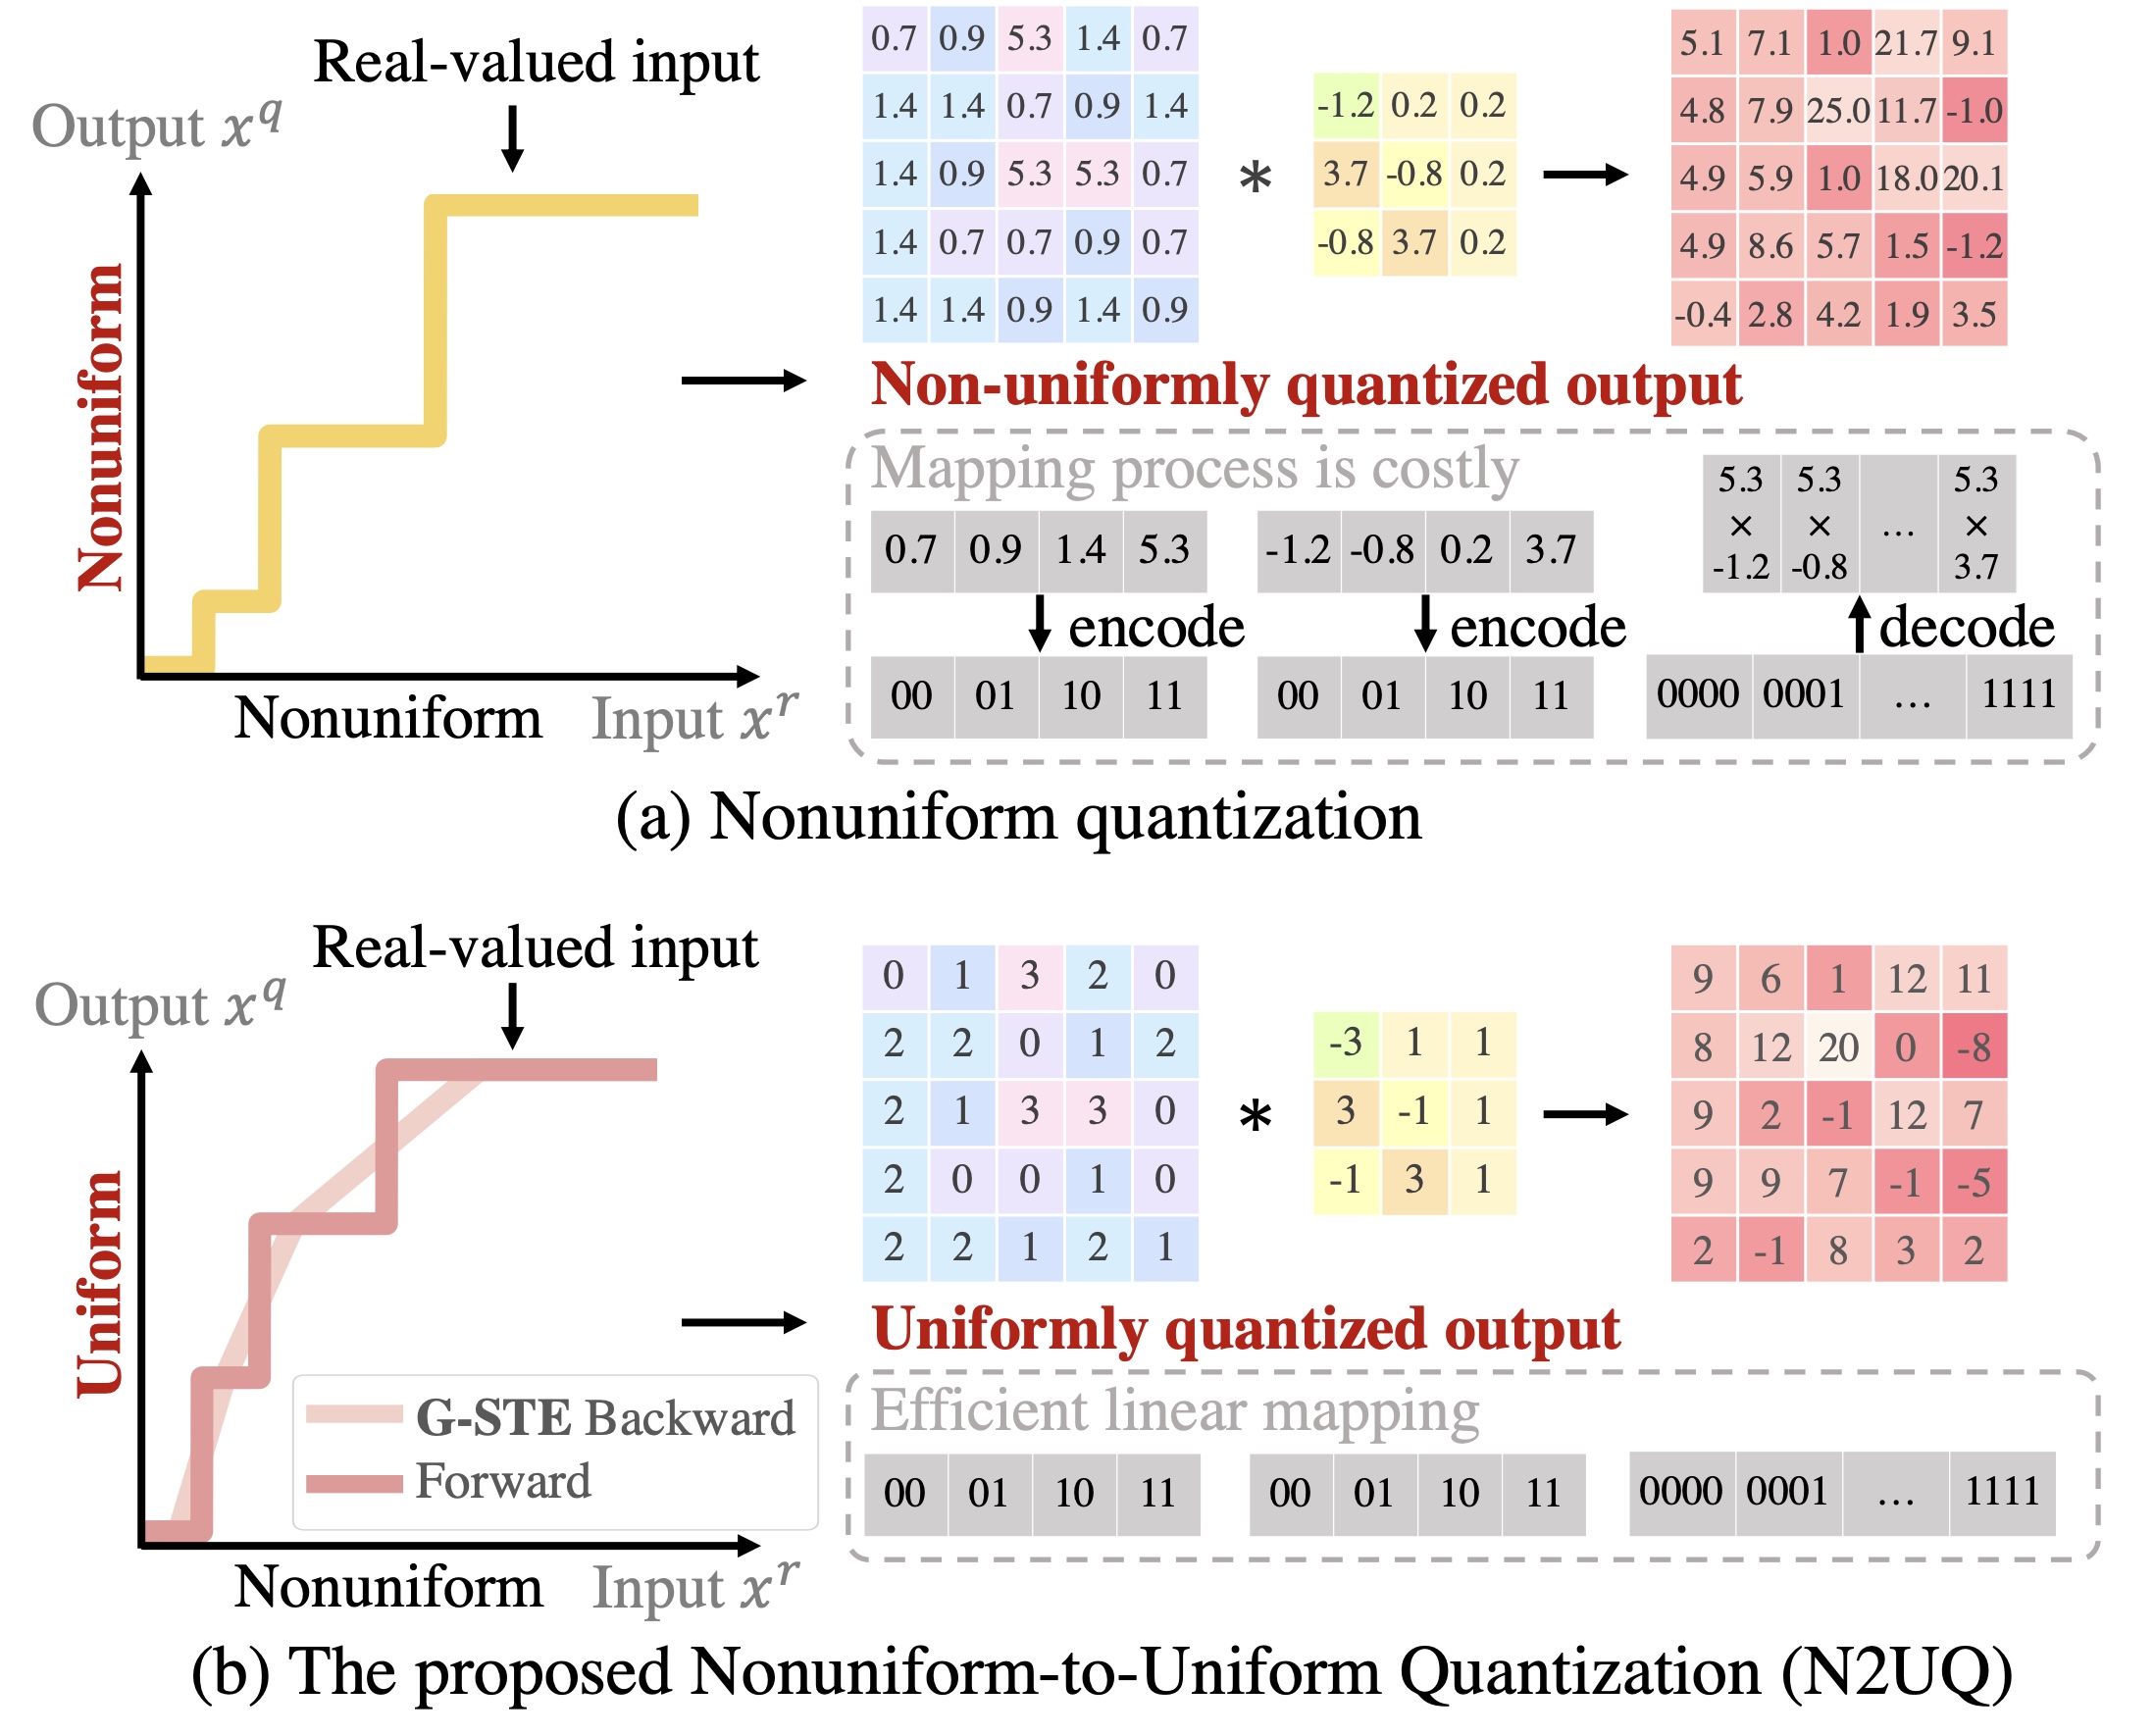 Real-valued input
Output x^q
Nonuniform
Nonuniform
Input x^r
0.7 0.9 5.3 1.4 0.7
1.4 1.4 0.7 0.9 1.4
1.4 0.9 5.3 5.3 0.7
1.4 0.7 0.7 0.9 0.7
1.4 1.4 0.9 1.4 0.9
*
-1.2 0.2 0.2
3.7 -0.8 0.2
-0.8 3.7 0.2
5.1 7.1 1.0 21.7 9.1
4.8 7.9 25.0 11.7 -1.0
4.9 5.9 1.0 18.0 20.1
4.9 8.6 5.7 1.5 -1.2
-0.4 2.8 4.2 1.9 3.5
Non-uniformly quantized output
Mapping process is costly
0.7 0.9 1.4 5.3
encode
00 01 10 11
-1.2 -0.8 0.2 3.7
encode
00 01 10 11
5.3 5.3 5.3
× × ... ×
-1.2 -0.8 3.7
decode
0000 0001 ... 1111
(a) Nonuniform quantization
Real-valued input
Output x^q
Uniform
G-STE Backward
Forward
Nonuniform
Input x^r
0 1 3 2 0
2 2 0 1 2
2 1 3 3 0
2 0 0 1 0
2 2 1 2 1
*
-3 1 1
3 -1 1
-1 3 1
9 6 1 12 11
8 12 20 0 -8
9 2 -1 12 7
9 9 7 -1 -5
2 -1 8 3 2
Uniformly quantized output
Efficient linear mapping
00 01 10 11
00 01 10 11
0000 0001 ... 1111
(b) The proposed Nonuniform-to-Uniform Quantization (N2UQ)